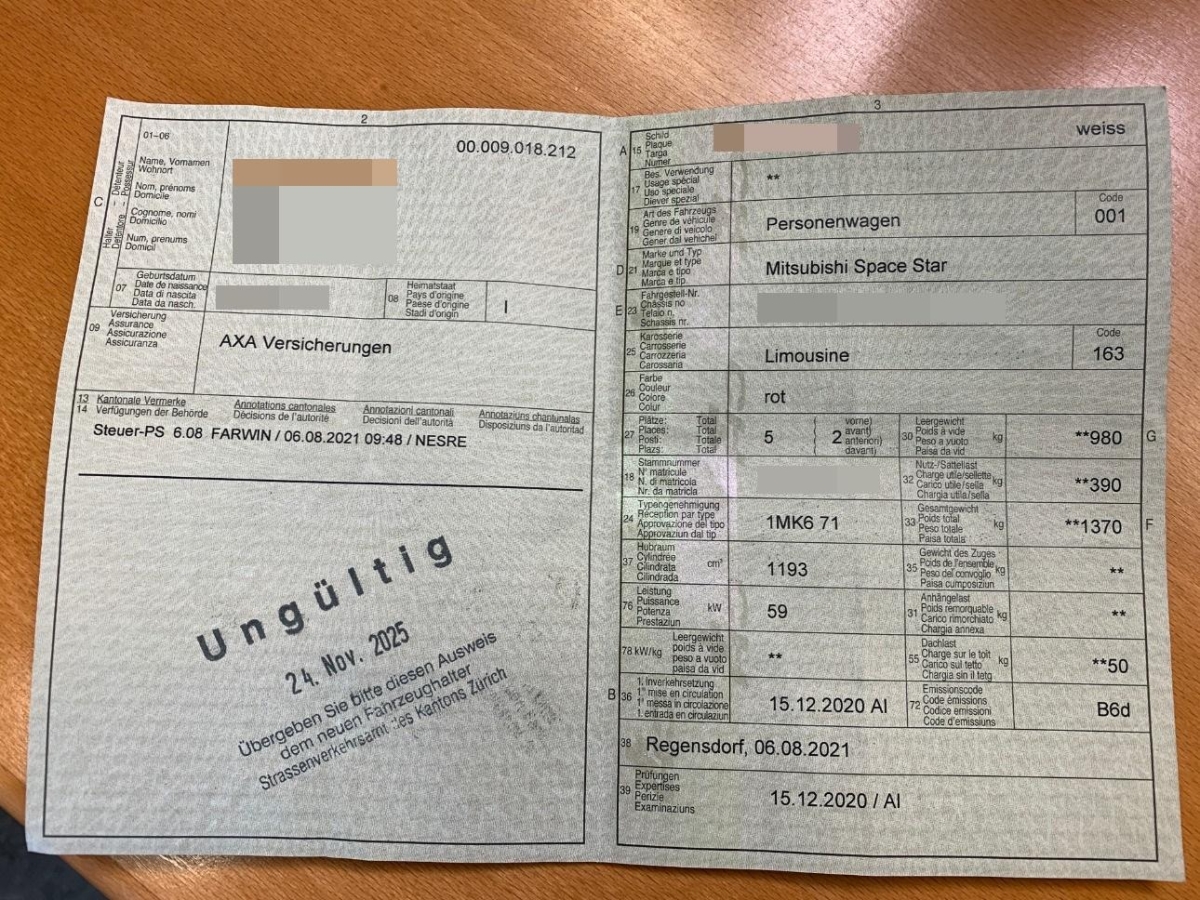 2
00.009.018.212
01–06
C
Halter – Détenteur
Detentore – Possessur
Name, Vornamen
Wohnort
Nom, prénoms
Domicile
Cognome, nomi
Domicilio
Num, prenums
Domicil
07
Geburtsdatum
Date de naissance
Data di nascita
Data da nasch.
08
Heimatstaat
Pays d'origine
Paese d'origine
Stadi d'origin
I
09
Versicherung
Assurance
Assicurazione
Assicuranza
AXA Versicherungen
13 Kantonale Vermerke Annotations cantonales Annotazioni cantonali Annotaziuns chantunalas
14 Verfügungen der Behörde Décisions de l'autorité Decisioni dell'autorità Disposiziuns da l'autoritad
Steuer-PS 6.08 FARWIN / 06.08.2021 09:48 / NESRE
Ungültig
24. Nov. 2025
Übergeben Sie bitte diesen Ausweis
dem neuen Fahrzeughalter
Strassenverkehrsamt des Kantons Zürich
3
A 15
Schild
Plaque
Targa
Numer
weiss
17
Bes. Verwendung
Usage spécial
Uso speciale
Diever spezial
**
19
Art des Fahrzeugs
Genre de véhicule
Genere di veicolo
Gener dal vehichel
Personenwagen
Code
001
D 21
Marke und Typ
Marque et type
Marca e tipo
Marca e tip
Mitsubishi Space Star
E 23
Fahrgestell-Nr.
Châssis no
Telaio n.
Schassis nr.
25
Karosserie
Carrosserie
Carrozzeria
Carossaria
Limousine
Code
163
26
Farbe
Couleur
Colore
Colur
rot
27
Plätze: Total
Places: Total
Posti: Totale
Plazs: Total
5
( 2
vorne)
avant)
anteriori)
davant)
30
Leergewicht
Poids à vide
Peso a vuoto
Paisa da vid
kg
**980
G
18
Stammnummer
N° matricule
N. di matricola
Nr. da matricla
32
Nutz-/Sattellast
Charge utile/sellette
Carico utile/sella
Chargia utila/sella
kg
**390
24
Typengenehmigung
Réception par type
Approvazione del tipo
Approvaziun dal tip
1MK6 71
33
Gesamtgewicht
Poids total
Peso totale
Paisa totala
kg
**1370
F
37
Hubraum
Cylindrée
Cilindrata
Cilindrada
cm³
1193
35
Gewicht des Zuges
Poids de l'ensemble
Peso del convoglio
Paisa cumposiziun
kg
**
76
Leistung
Puissance
Potenza
Prestaziun
kW
59
31
Anhängelast
Poids remorquable
Carico rimorchiato
Chargia annexa
kg
**
78 kW/kg
Leergewicht
poids à vide
peso a vuoto
paisa da vid
**
55
Dachlast
Charge sur le toit
Carico sul tetto
Chargia sin il tetg
kg
**50
B 36
1. Inverkehrsetzung
1re mise en circulation
1a messa in circolazione
1. entrada en circulaziun
15.12.2020 AI
72
Emissionscode
Code émissions
Codice emissioni
Code d'emissiuns
B6d
38 Regensdorf, 06.08.2021
39
Prüfungen
Expertises
Perizie
Examinaziuns
15.12.2020 / AI